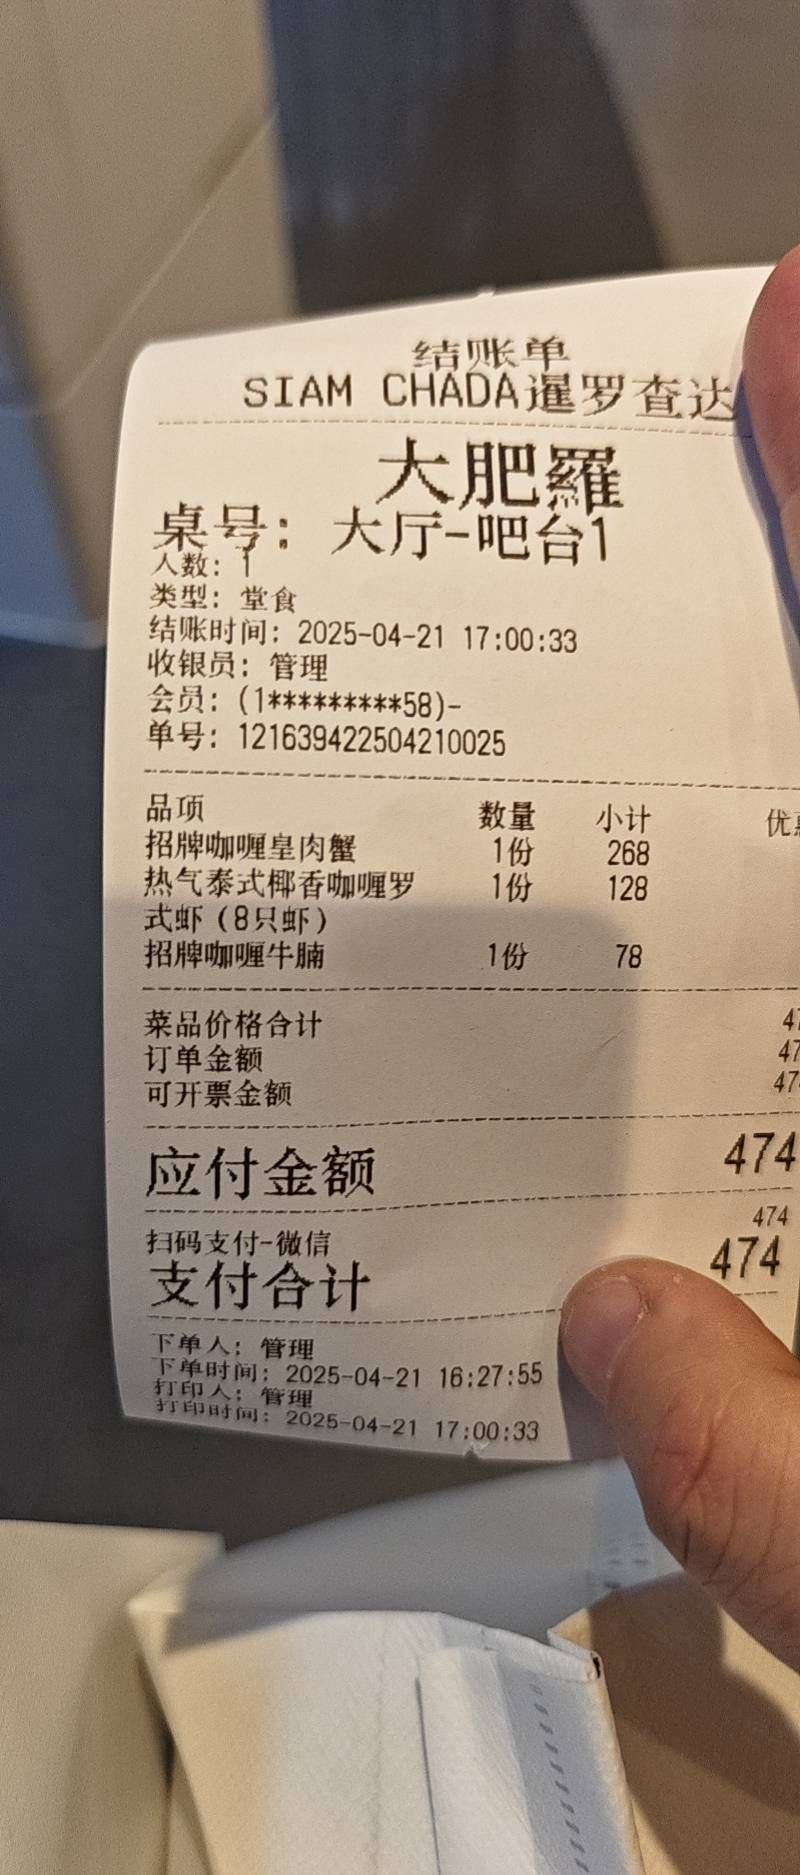 结账单
SIAM CHADA暹罗查达
大肥羅
桌号: 大厅-吧台1
人数: 1
类型: 堂食
结账时间: 2025-04-21 17:00:33
收银员: 管理
会员: (1*********58)-
单号: 121639422504210025
品项 数量 小计 优
招牌咖喱皇肉蟹 1份 268
热气泰式椰香咖喱罗 1份 128
式虾（8只虾）
招牌咖喱牛腩 1份 78
菜品价格合计 47
订单金额 47
可开票金额 47
应付金额 474
扫码支付-微信 474
支付合计 474
下单人: 管理
下单时间: 2025-04-21 16:27:55
打印人: 管理
打印时间: 2025-04-21 17:00:33